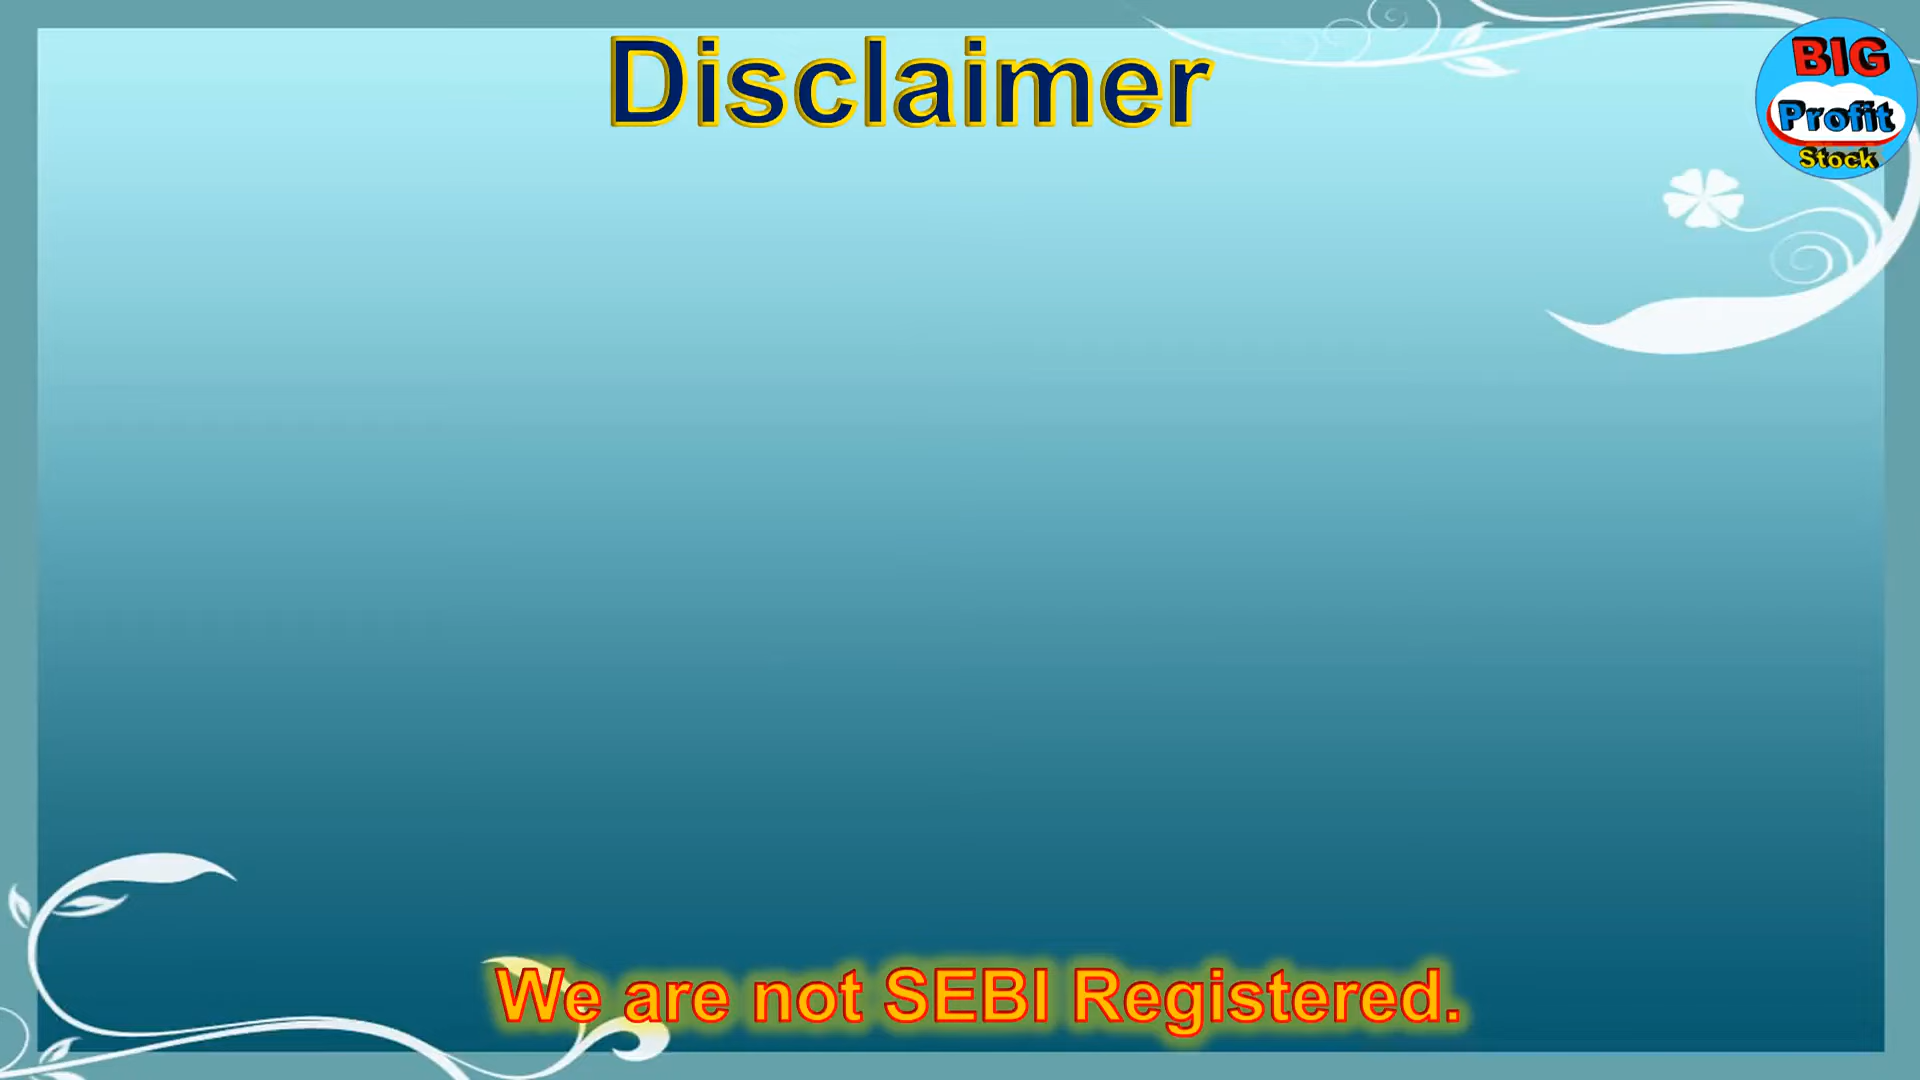 Disclaimer
BIG
Profit
Stock
We are not SEBI Registered.